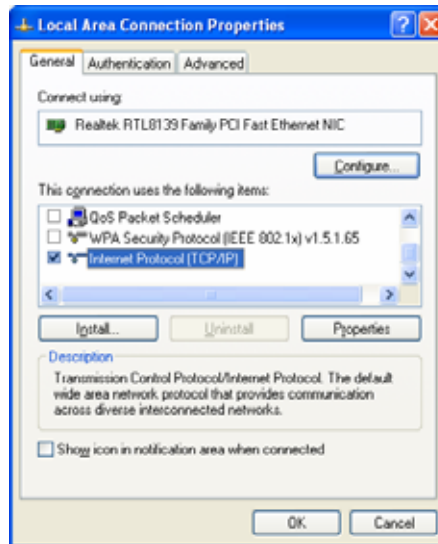 Local Area Connection Properties
General Authentication Advanced
Connect using:
Realtek RTL8139 Family PCI Fast Ethernet NIC
Configure...
This connection uses the following items:
QoS Packet Scheduler
WPA Security Protocol (IEEE 802.1x) v1.5.1.65
Internet Protocol (TCP/IP)
Install... Uninstall Properties
Description
Transmission Control Protocol/Internet Protocol. The default
wide area network protocol that provides communication
across diverse interconnected networks.
Show icon in notification area when connected
OK Cancel